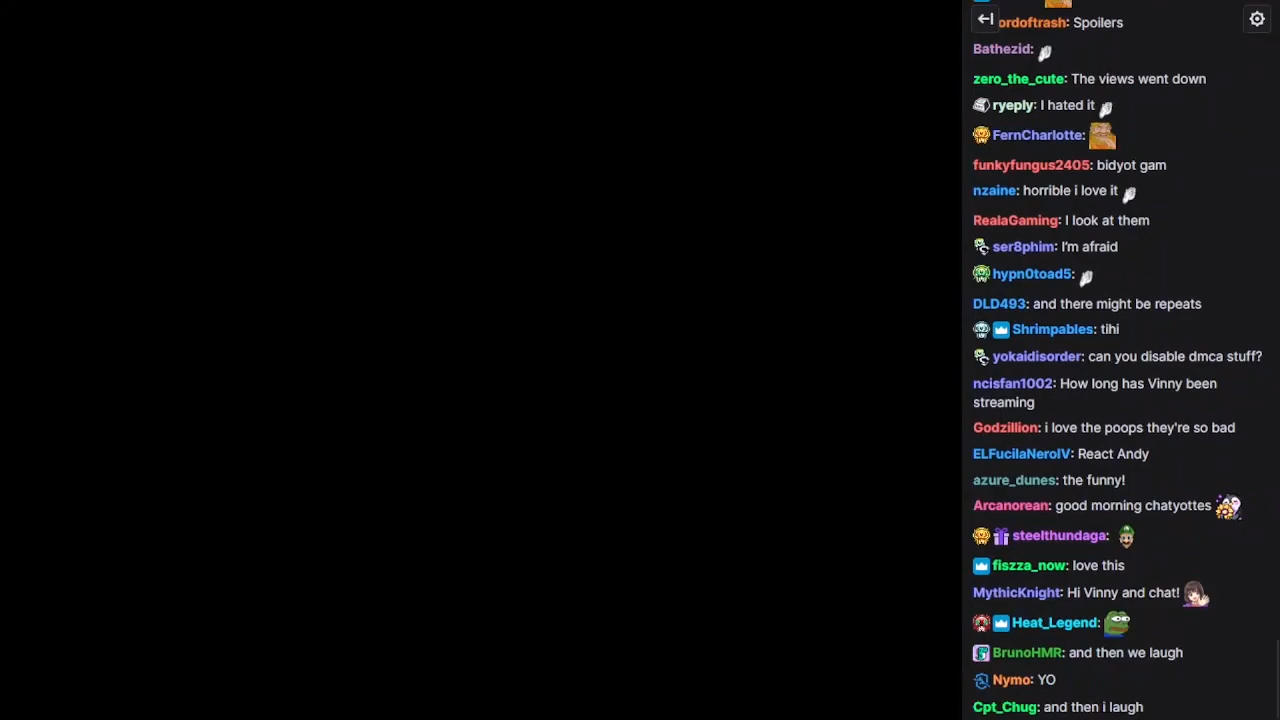 ordoftrash: Spoilers
Bathezid:
zero_the_cute: The views went down
ryeply: I hated it
FernCharlotte:
funkyfungus2405: bidyot gam
nzaine: horrible i love it
RealaGaming: I look at them
ser8phim: I'm afraid
hypn0toad5:
DLD493: and there might be repeats
Shrimpables: tihi
yokaidisorder: can you disable dmca stuff?
ncisfan1002: How long has Vinny been
streaming
Godzillion: i love the poops they're so bad
ELFucilaNeroIV: React Andy
azure_dunes: the funny!
Arcanorean: good morning chatyottes
steelthundaga:
fiszza_now: love this
MythicKnight: Hi Vinny and chat!
Heat_Legend:
BrunoHMR: and then we laugh
Nymo: YO
Cpt_Chug: and then i laugh